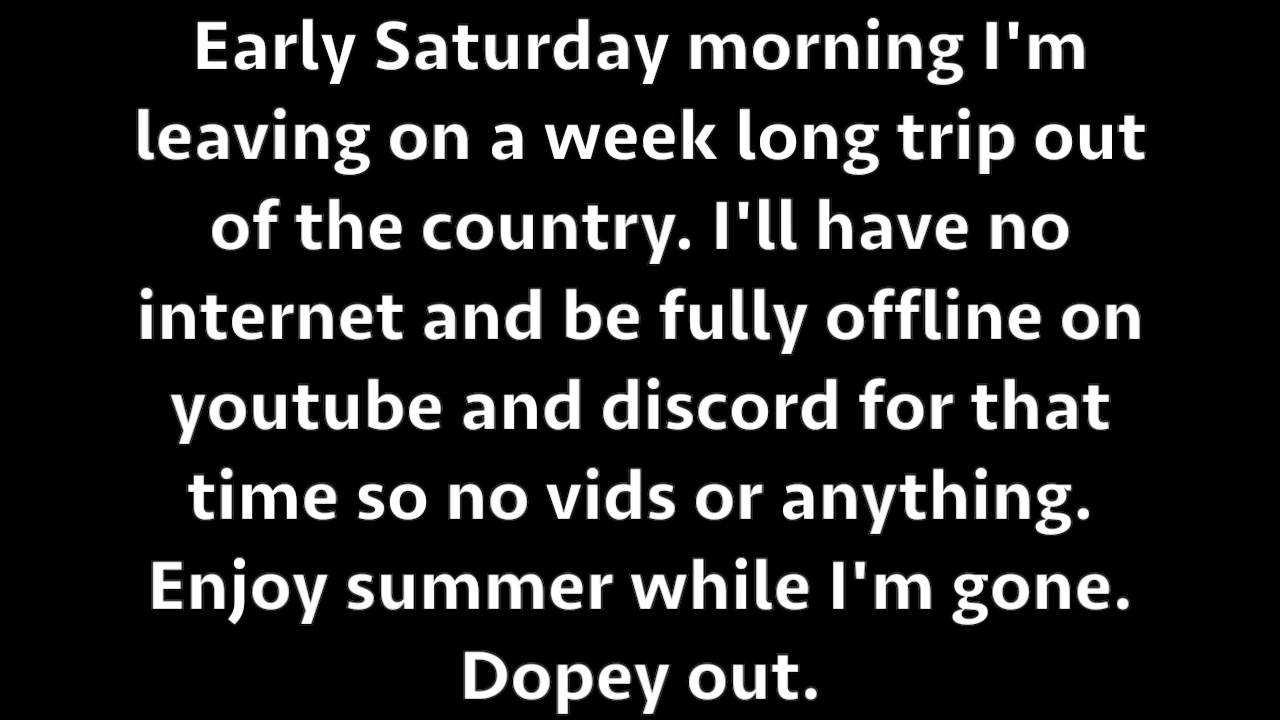 Early Saturday morning I'm
leaving on a week long trip out
of the country. I'll have no
internet and be fully offline on
youtube and discord for that
time so no vids or anything.
Enjoy summer while I'm gone.
Dopey out.